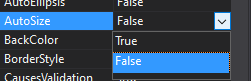 AutoEllipsis False
AutoSize False
BackColor True
BorderStyle False
CausesValidation